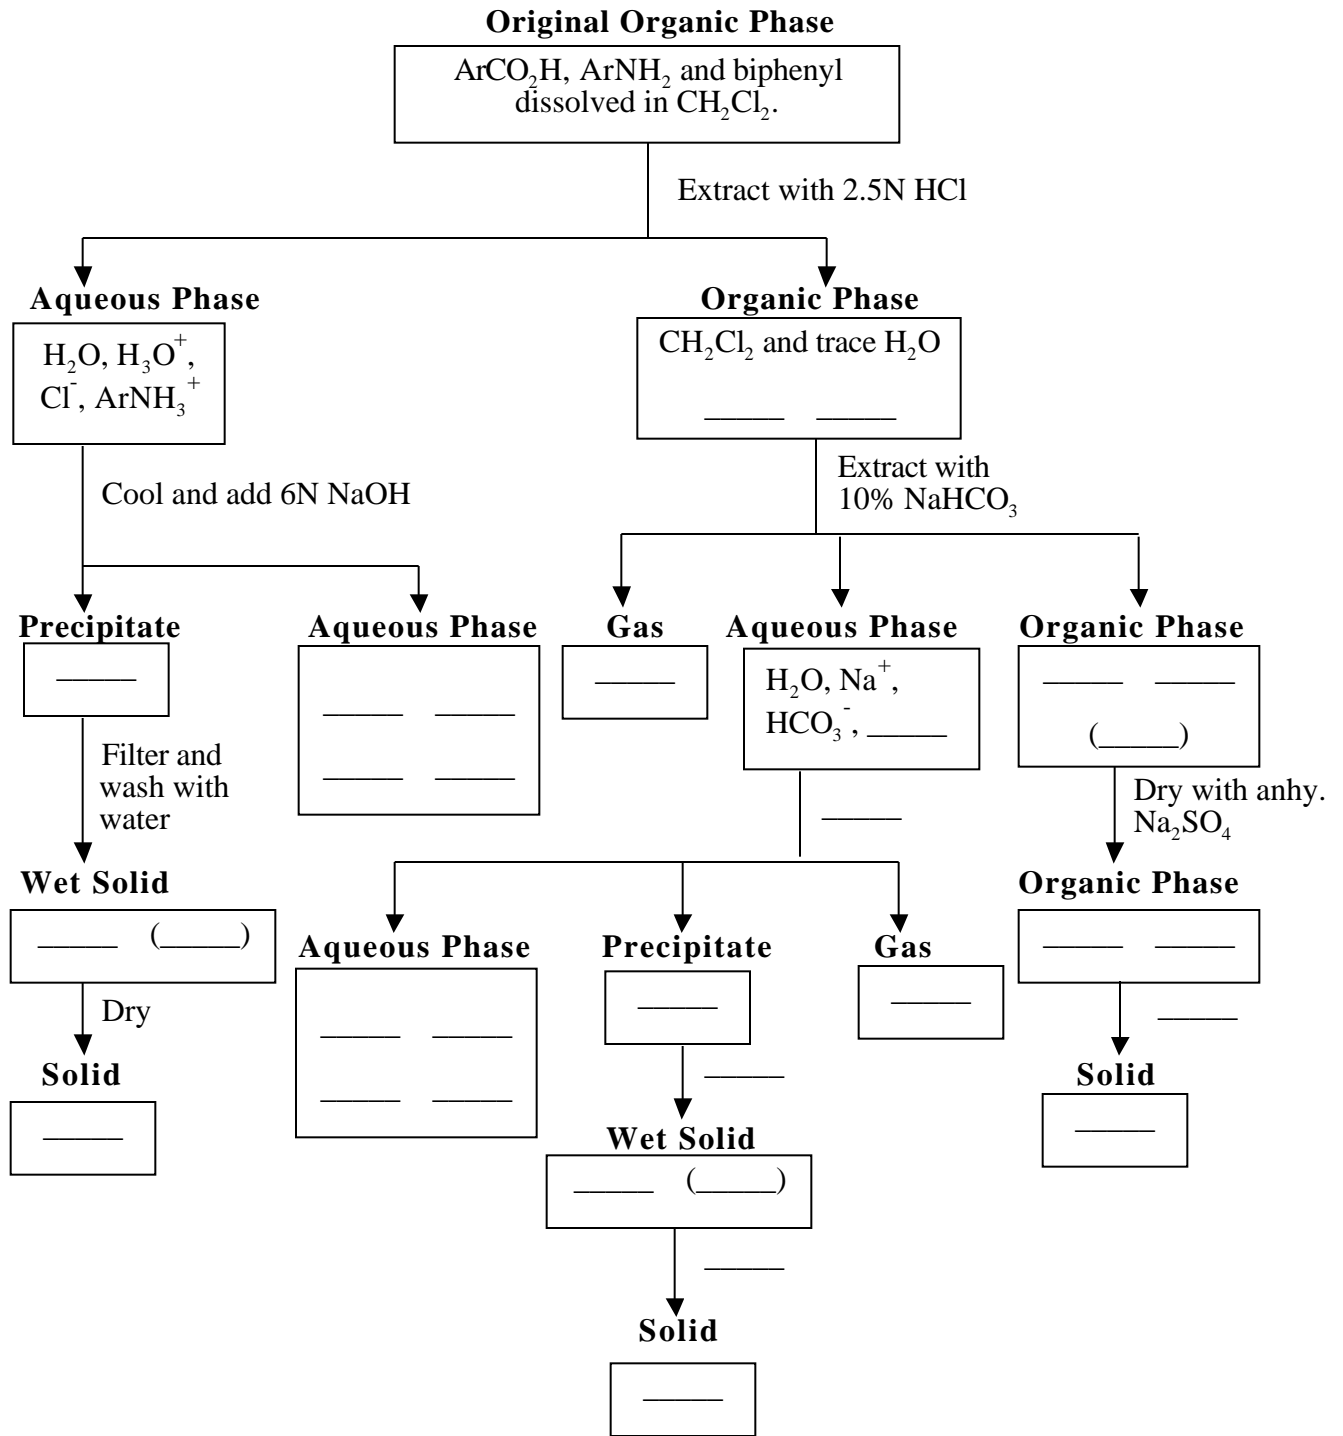 Original Organic Phase
ArCO₂H, ArNH₂ and biphenyl
dissolved in CH₂Cl₂.
Extract with 2.5N HCl
Aqueous Phase
H₂O, H₃O⁺,
Cl⁻, ArNH₃⁺
Organic Phase
CH₂Cl₂ and trace H₂O
_____ _____
Cool and add 6N NaOH
Extract with
10% NaHCO₃
Precipitate
_____
Aqueous Phase
_____ _____
_____ _____
Gas
_____
Aqueous Phase
H₂O, Na⁺,
HCO₃⁻, _____
Organic Phase
_____ _____
(_____)
Filter and
wash with
water
_____
Dry with anhy.
Na₂SO₄
Wet Solid
_____ (_____)
Aqueous Phase
_____ _____
_____ _____
Precipitate
_____
Gas
_____
Organic Phase
_____ _____
Dry
_____
_____
Solid
_____
Wet Solid
_____ (_____)
Solid
_____
_____
Solid
_____